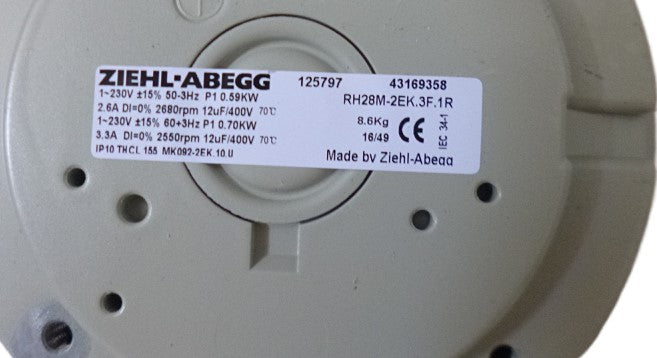 ZIEHL-ABEGG 125797 43169358
1~230V ±15% 50-3Hz P1 0.59KW RH28M-2EK.3F.1R
2.6A DI=0% 2680rpm 12uF/400V 70℃
1~230V ±15% 60+3Hz P1 0.70KW 8.6Kg CE
3.3A DI=0% 2550rpm 12uF/400V 70℃ 16/49 IEC 34-1
IP10 THCL 155 MK092-2EK.10.U Made by Ziehl-Abegg